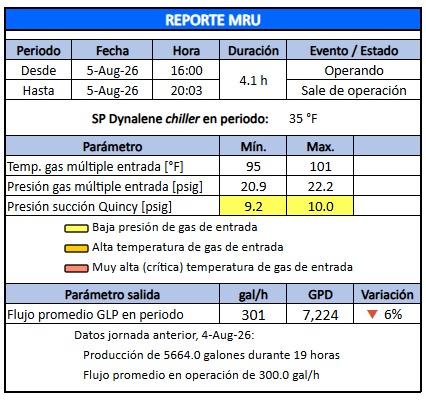 REPORTE MRU
Periodo Fecha Hora Duración Evento / Estado
Desde 5-Aug-26 16:00 4.1 h Operando
Hasta 5-Aug-26 20:03 Sale de operación
SP Dynalene chiller en periodo: 35 °F
Parámetro Mín. Max.
Temp. gas múltiple entrada [°F] 95 101
Presión gas múltiple entrada [psig] 20.9 22.2
Presión succión Quincy [psig] 9.2 10.0
Baja presión de gas de entrada
Alta temperatura de gas de entrada
Muy alta (crítica) temperatura de gas de entrada
Parámetro salida gal/h GPD Variación
Flujo promedio GLP en periodo 301 7,224 ▼ 6%
Datos jornada anterior, 4-Aug-26:
Producción de 5664.0 galones durante 19 horas
Flujo promedio en operación de 300.0 gal/h